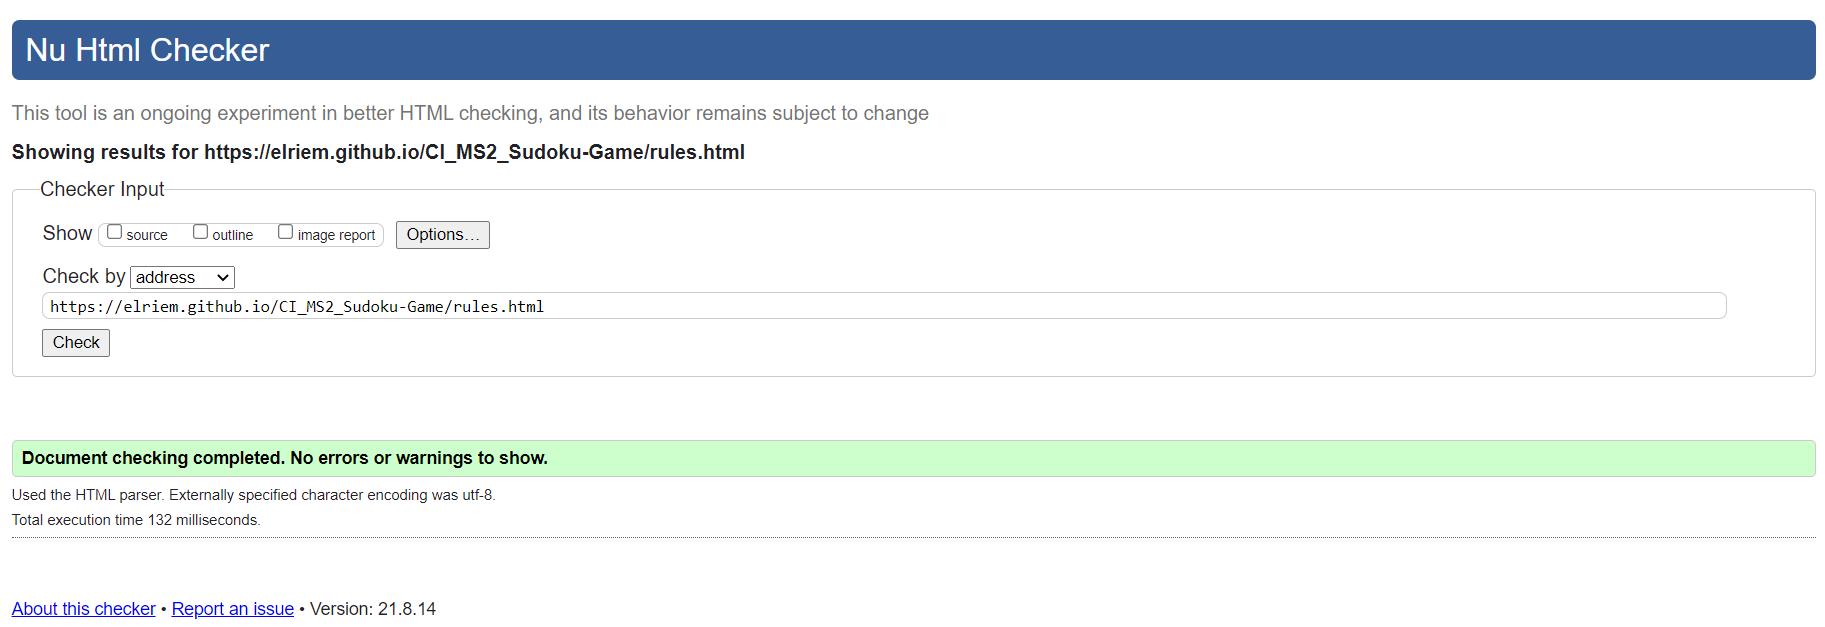 Nu Html Checker
This tool is an ongoing experiment in better HTML checking, and its behavior remains subject to change
Showing results for https://elriem.github.io/CI_MS2_Sudoku-Game/rules.html
Checker Input
Show source outline image report Options...
Check by address
https://elriem.github.io/CI_MS2_Sudoku-Game/rules.html
Check
Document checking completed. No errors or warnings to show.
Used the HTML parser. Externally specified character encoding was utf-8.
Total execution time 132 milliseconds.
About this checker • Report an issue • Version: 21.8.14